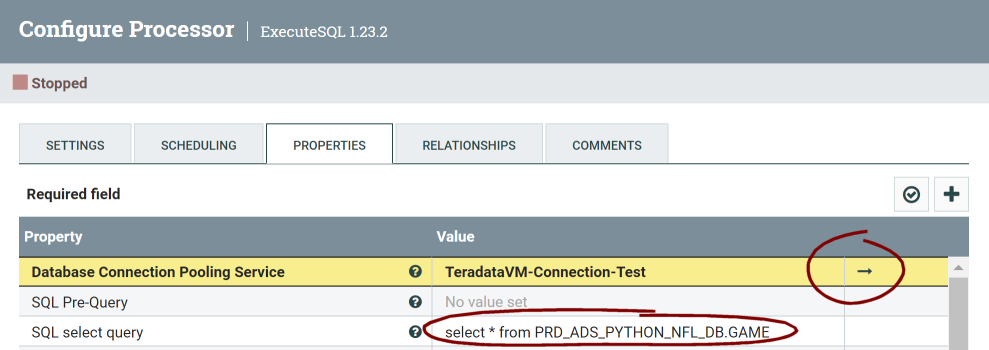 Configure Processor | ExecuteSQL 1.23.2
Stopped
SETTINGS SCHEDULING PROPERTIES RELATIONSHIPS COMMENTS
Required field
Property Value
Database Connection Pooling Service ? TeradataVM-Connection-Test →
SQL Pre-Query ? No value set
SQL select query ? select * from PRD_ADS_PYTHON_NFL_DB.GAME